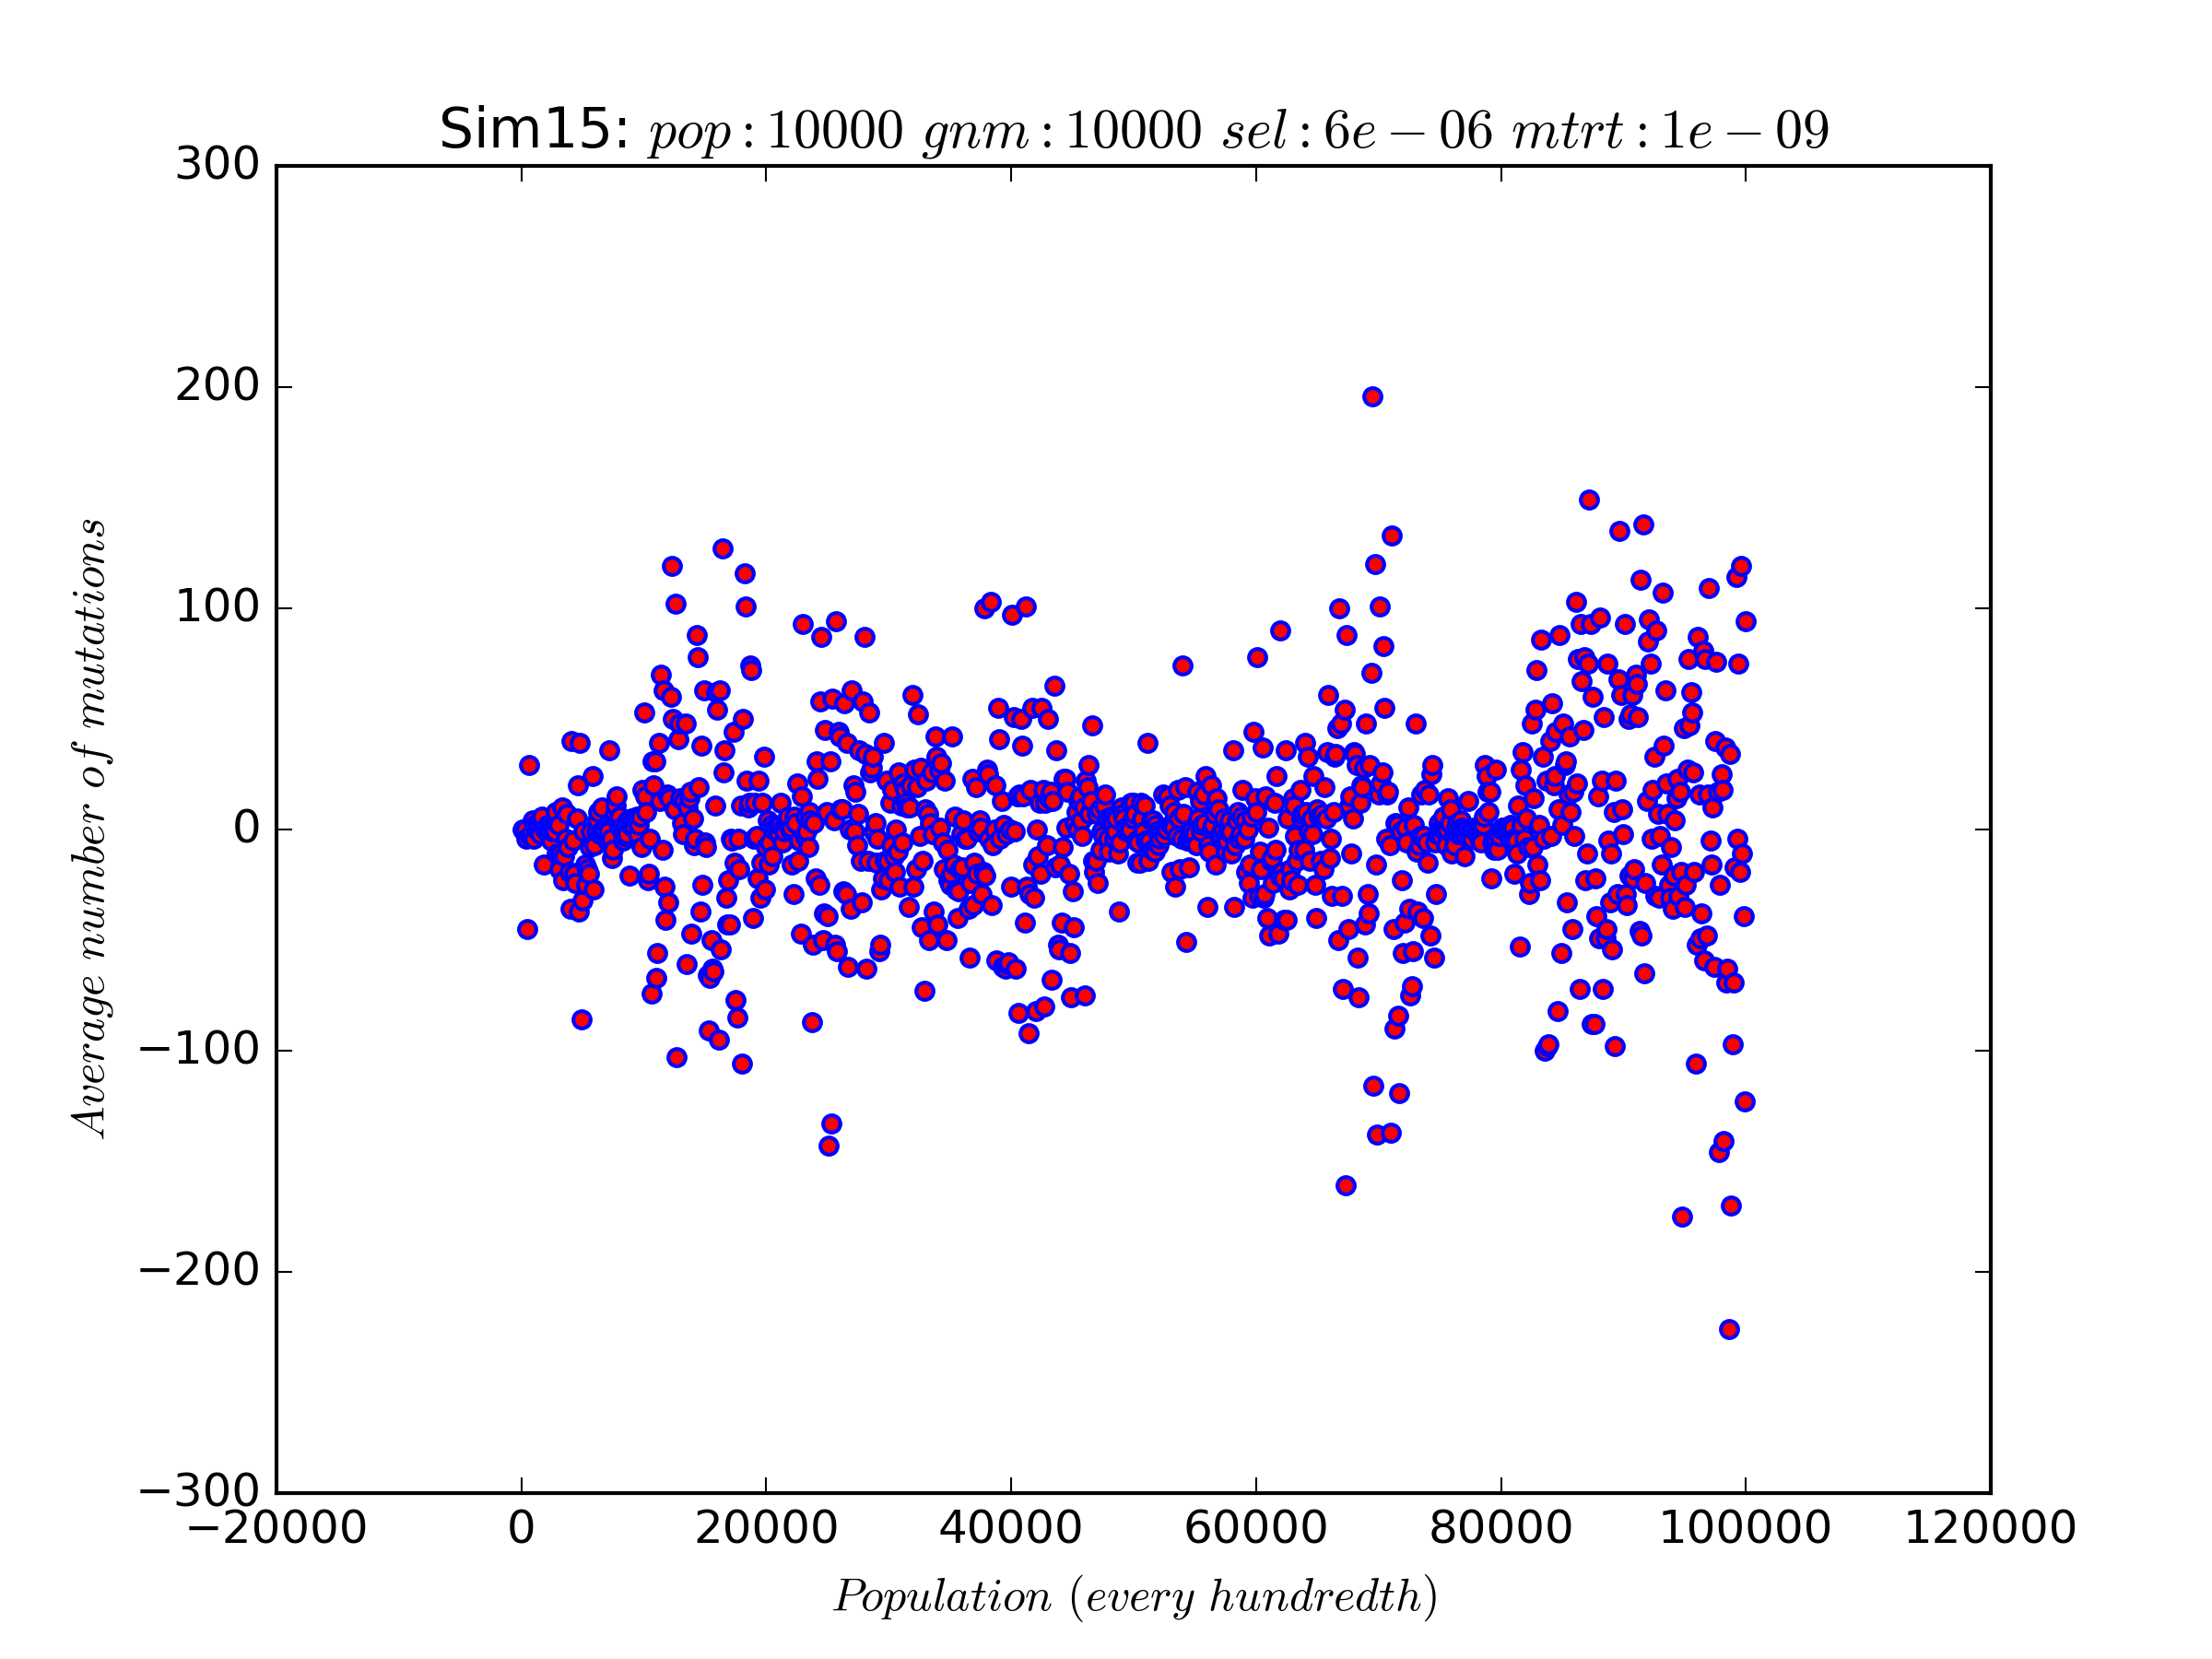 Sim15: pop : 10000 gnm : 10000 sel : 6e − 06 mtrt : 1e − 09
300
200
100
0
−100
−200
−300
−20000 0 20000 40000 60000 80000 100000 120000
Average number of mutations
Population (every hundredth)